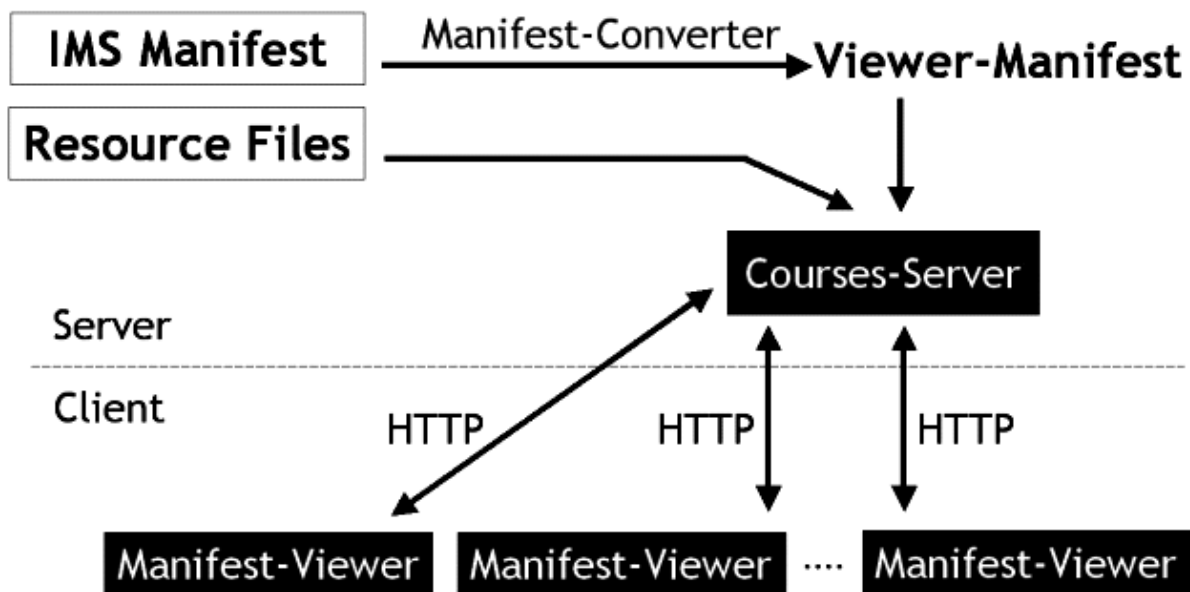 IMS Manifest
Manifest-Converter
Viewer-Manifest
Resource Files
Courses-Server
Server
Client
HTTP
HTTP
HTTP
Manifest-Viewer
Manifest-Viewer
....
Manifest-Viewer